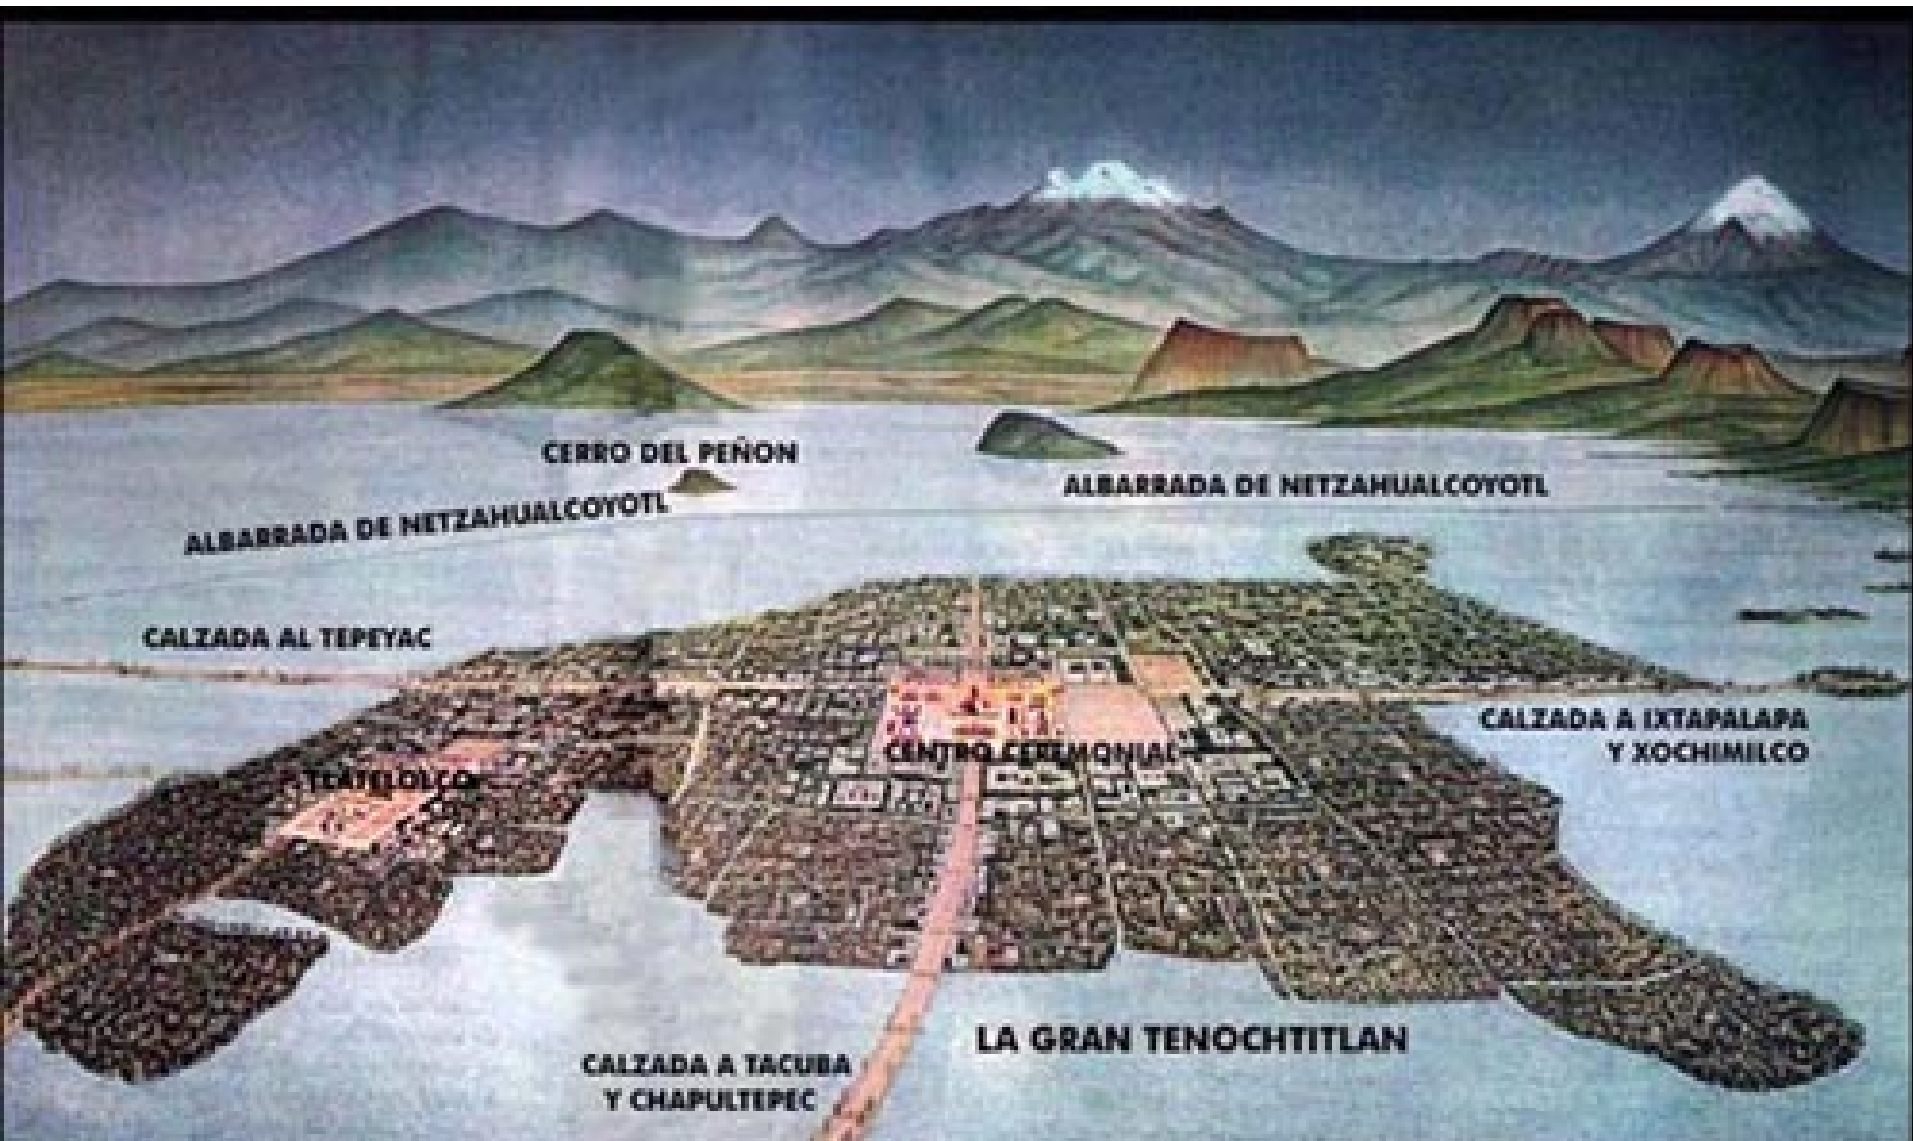 CERRO DEL PEÑON
ALBARRADA DE NETZAHUALCOYOTL
ALBARRADA DE NETZAHUALCOYOTL
CALZADA AL TEPEYAC
CALZADA A IXTAPALAPA
Y XOCHIMILCO
CENTRO CEREMONIAL
TLATELOLCO
LA GRAN TENOCHTITLAN
CALZADA A TACUBA
Y CHAPULTEPEC